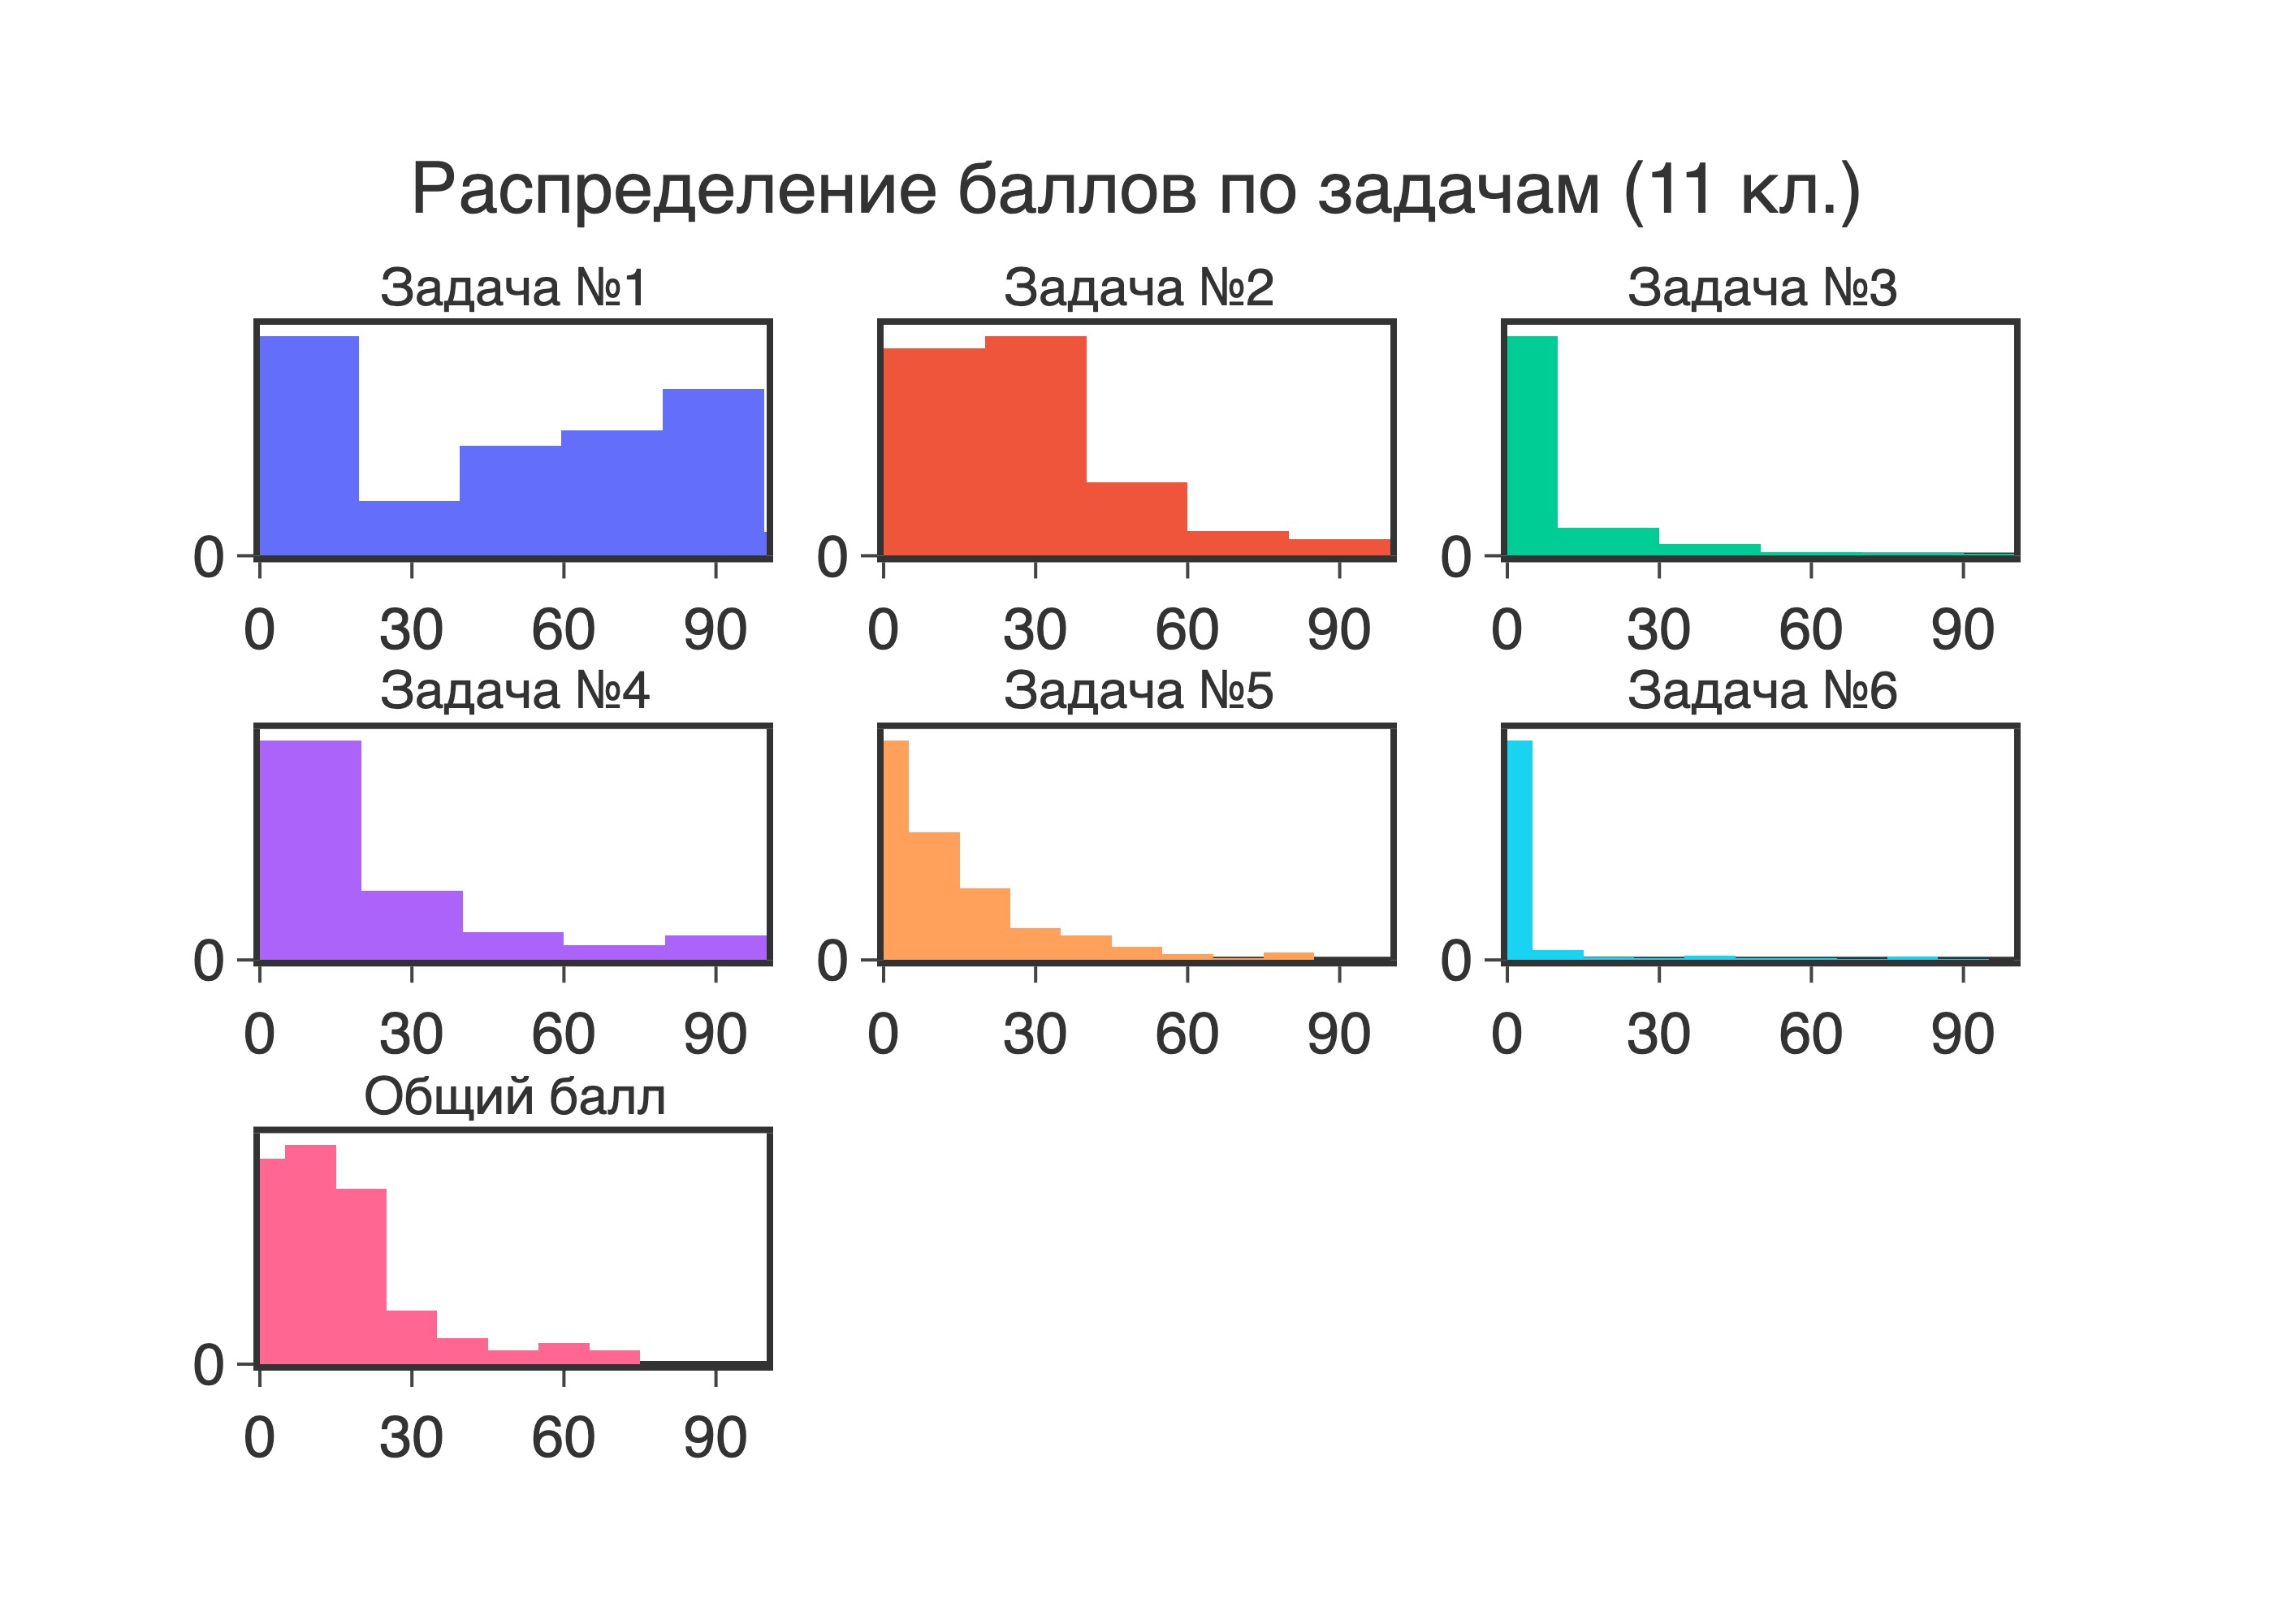 Распределение баллов по задачам (11 кл.)
Задача №1 Задача №2 Задача №3
0 0 0
0 30 60 90 0 30 60 90 0 30 60 90
Задача №4 Задача №5 Задача №6
0 0 0
0 30 60 90 0 30 60 90 0 30 60 90
Общий балл
0
0 30 60 90